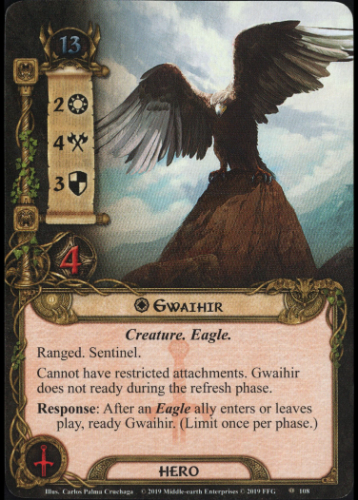 13
2
4
3
4
Gwaihir
Creature. Eagle.
Ranged. Sentinel.
Cannot have restricted attachments. Gwaihir
does not ready during the refresh phase.
Response: After an Eagle ally enters or leaves
play, ready Gwaihir. (Limit once per phase.)
Illus. Carlos Palma Cruchaga © 2019 Middle-earth Enterprises © 2019 FFG 108
HERO